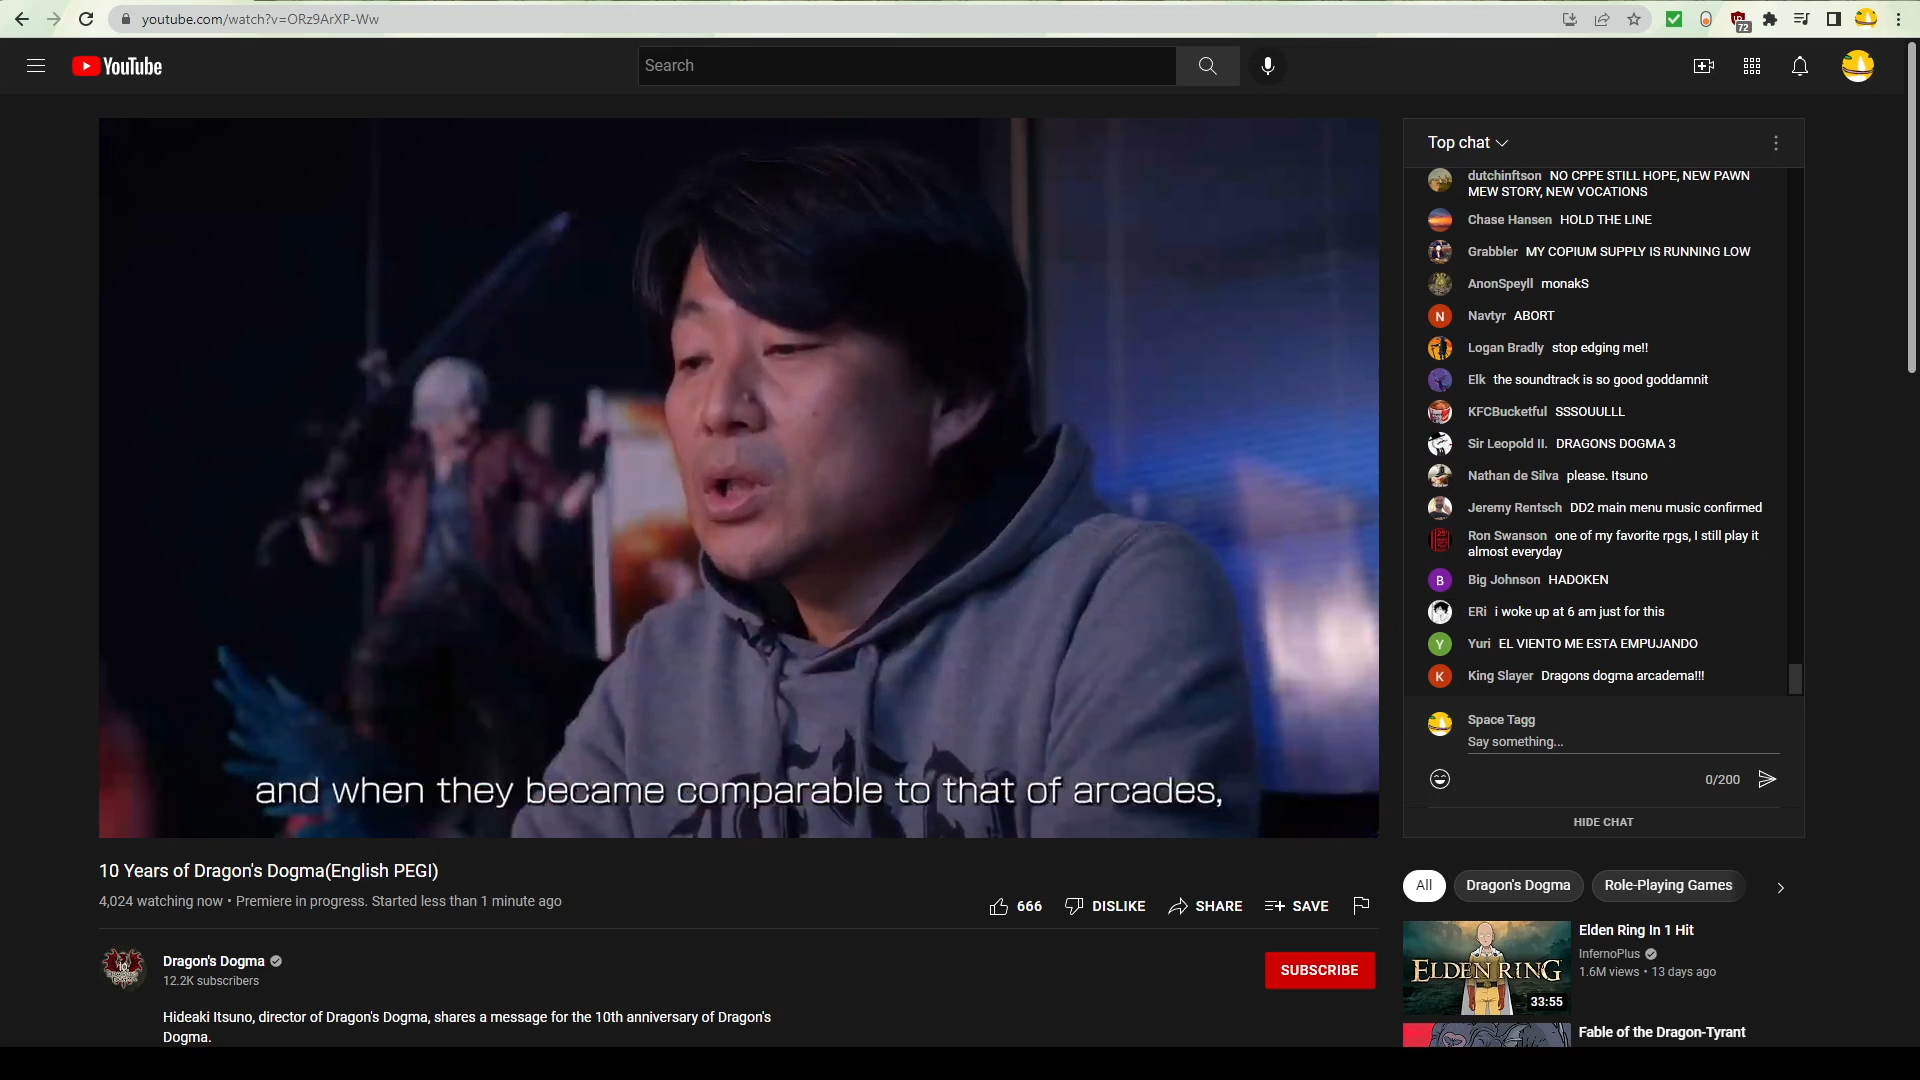 youtube.com/watch?v=ORz9ArXP-Ww
72
YouTube
Search
and when they became comparable to that of arcades,
10 Years of Dragon's Dogma(English PEGI)
4,024 watching now • Premiere in progress. Started less than 1 minute ago
666
DISLIKE
SHARE
SAVE
Dragon's Dogma
12.2K subscribers
SUBSCRIBE
Hideaki Itsuno, director of Dragon's Dogma, shares a message for the 10th anniversary of Dragon's
Dogma.
Top chat
dutchinftson NO CPPE STILL HOPE, NEW PAWN
MEW STORY, NEW VOCATIONS
Chase Hansen HOLD THE LINE
Grabbler MY COPIUM SUPPLY IS RUNNING LOW
AnonSpeyll monakS
N Navtyr ABORT
Logan Bradly stop edging me!!
Elk the soundtrack is so good goddamnit
KFCBucketful SSSOUULLL
Sir Leopold II. DRAGONS DOGMA 3
Nathan de Silva please. Itsuno
Jeremy Rentsch DD2 main menu music confirmed
Ron Swanson one of my favorite rpgs, I still play it
almost everyday
B Big Johnson HADOKEN
ERi i woke up at 6 am just for this
Y Yuri EL VIENTO ME ESTA EMPUJANDO
K King Slayer Dragons dogma arcadema!!!
Space Tagg
Say something...
0/200
HIDE CHAT
All
Dragon's Dogma
Role-Playing Games
ELDEN RING
33:55
Elden Ring In 1 Hit
InfernoPlus
1.6M views • 13 days ago
Fable of the Dragon-Tyrant